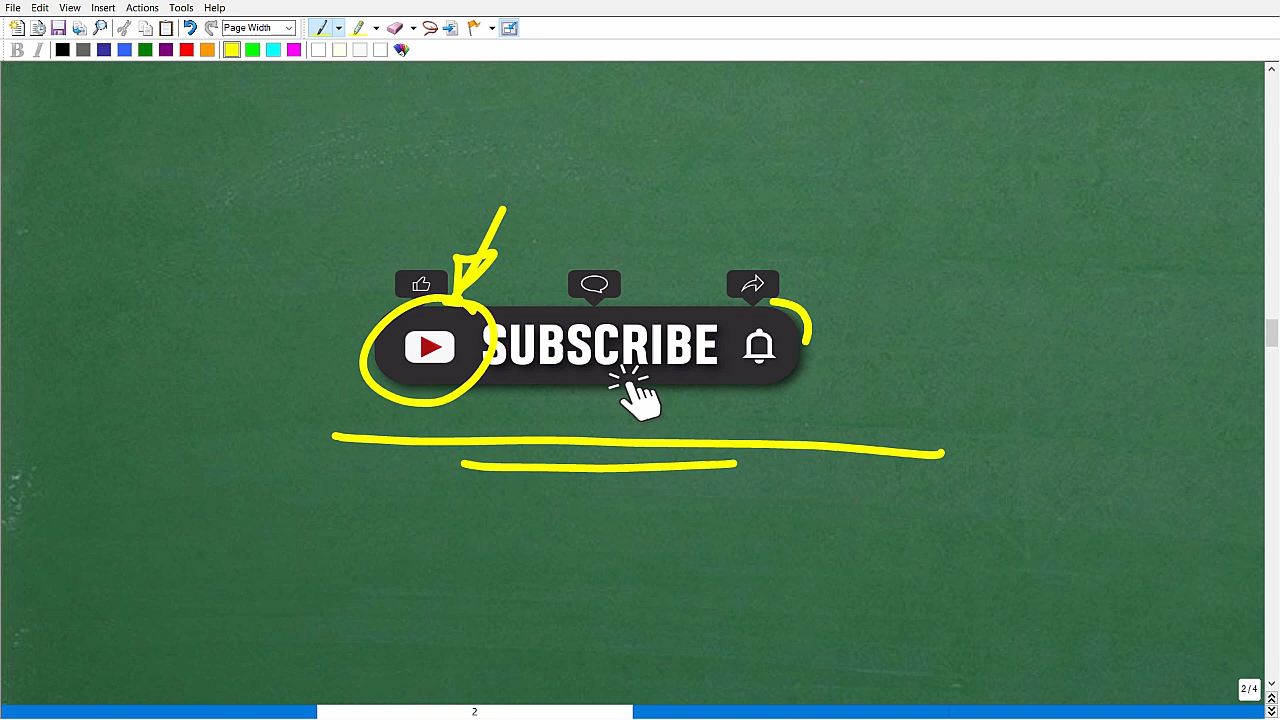 File Edit View Insert Actions Tools Help
Page Width
B I
SUBSCRIBE
2 / 4
2